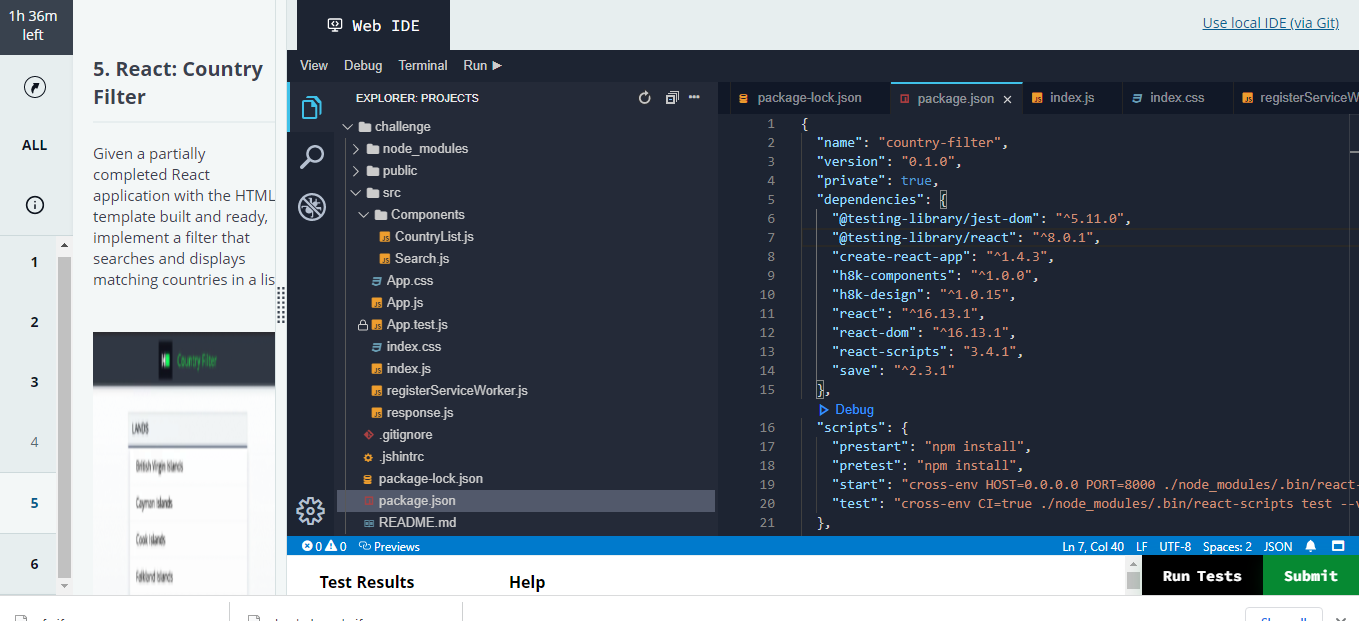 1h 36m
left
ALL
1
2
3
4
5
6
5. React: Country
Filter
Given a partially
completed React
application with the HTML
template built and ready,
implement a filter that
searches and displays
matching countries in a lis
Country Filter
LANDS
British Virgin Islands
Cayman Islands
Cook Islands
Falkland Islands
Web IDE
Use local IDE (via Git)
View Debug Terminal Run
EXPLORER: PROJECTS
challenge
node_modules
public
src
Components
CountryList.js
Search.js
App.css
App.js
App.test.js
index.css
index.js
registerServiceWorker.js
response.js
.gitignore
.jshintrc
package-lock.json
package.json
README.md
package-lock.json package.json index.js index.css registerServiceW
1 {
2 "name": "country-filter",
3 "version": "0.1.0",
4 "private": true,
5 "dependencies": {
6 "@testing-library/jest-dom": "^5.11.0",
7 "@testing-library/react": "^8.0.1",
8 "create-react-app": "^1.4.3",
9 "h8k-components": "^1.0.0",
10 "h8k-design": "^1.0.15",
11 "react": "^16.13.1",
12 "react-dom": "^16.13.1",
13 "react-scripts": "3.4.1",
14 "save": "^2.3.1"
15 },
Debug
16 "scripts": {
17 "prestart": "npm install",
18 "pretest": "npm install",
19 "start": "cross-env HOST=0.0.0.0 PORT=8000 ./node_modules/.bin/react-
20 "test": "cross-env CI=true ./node_modules/.bin/react-scripts test --v
21 },
0 0 Previews
Ln 7, Col 40 LF UTF-8 Spaces: 2 JSON
Test Results Help
Run Tests Submit